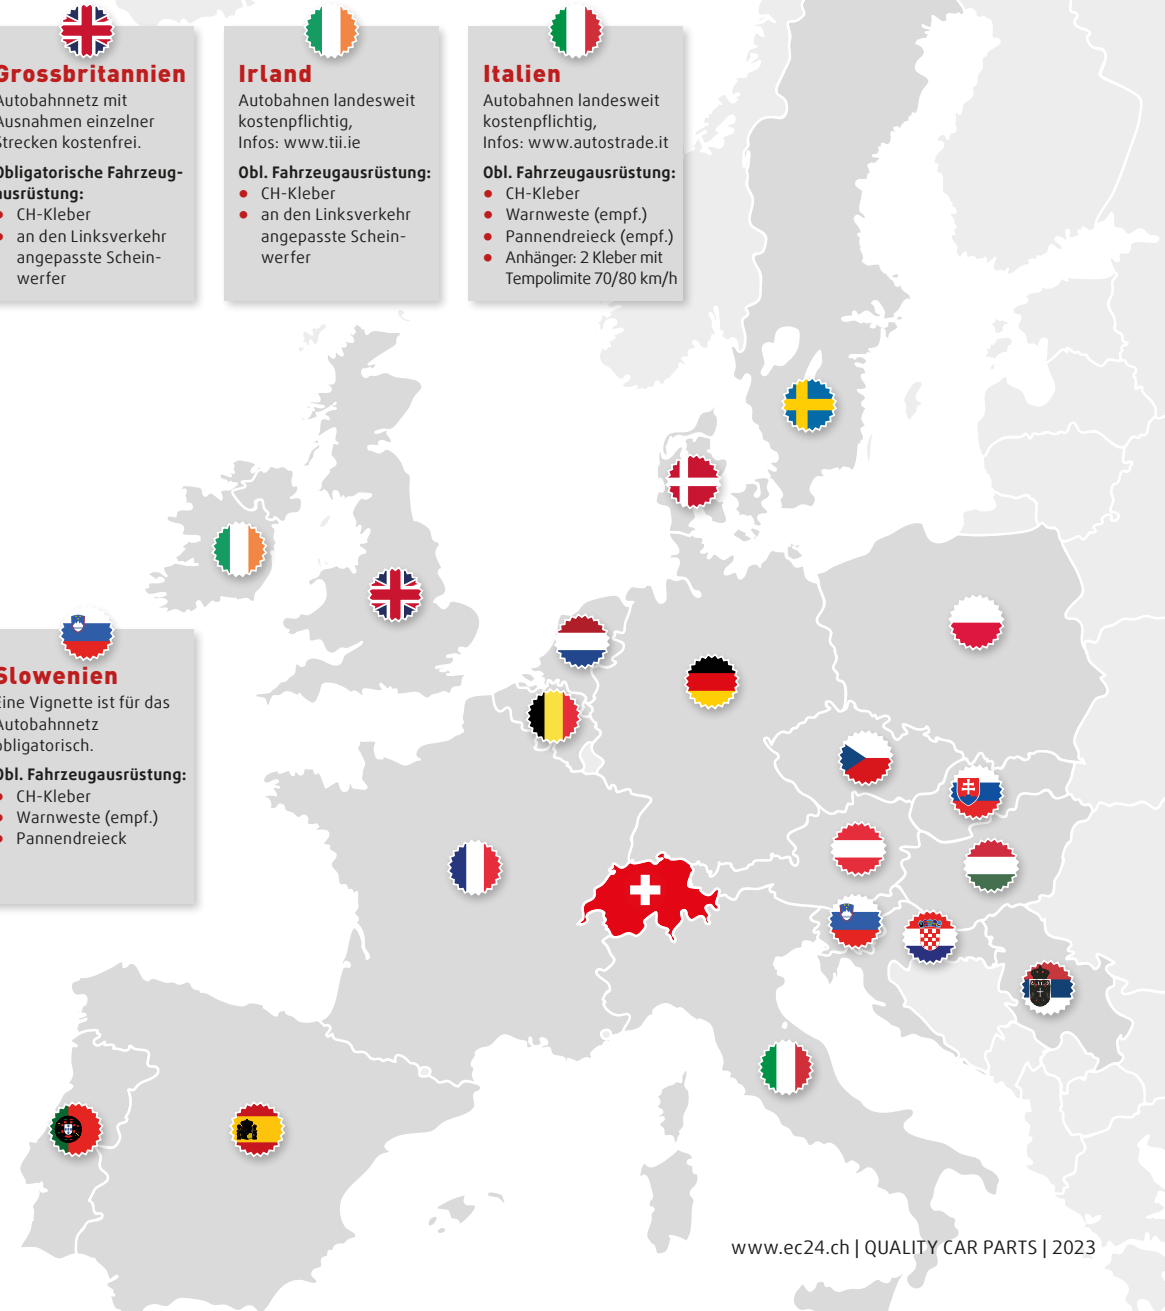 Grossbritannien
Autobahnnetz mit
Ausnahmen einzelner
Strecken kostenfrei.
Obligatorische Fahrzeug-
ausrüstung:
• CH-Kleber
• an den Linksverkehr
angepasste Schein-
werfer
Irland
Autobahnen landesweit
kostenpflichtig,
Infos: www.tii.ie
Obl. Fahrzeugausrüstung:
• CH-Kleber
• an den Linksverkehr
angepasste Schein-
werfer
Italien
Autobahnen landesweit
kostenpflichtig,
Infos: www.autostrade.it
Obl. Fahrzeugausrüstung:
• CH-Kleber
• Warnweste (empf.)
• Pannendreieck (empf.)
• Anhänger: 2 Kleber mit
Tempolimite 70/80 km/h
Slowenien
Eine Vignette ist für das
Autobahnnetz
obligatorisch.
Obl. Fahrzeugausrüstung:
• CH-Kleber
• Warnweste (empf.)
• Pannendreieck
www.ec24.ch | QUALITY CAR PARTS | 2023